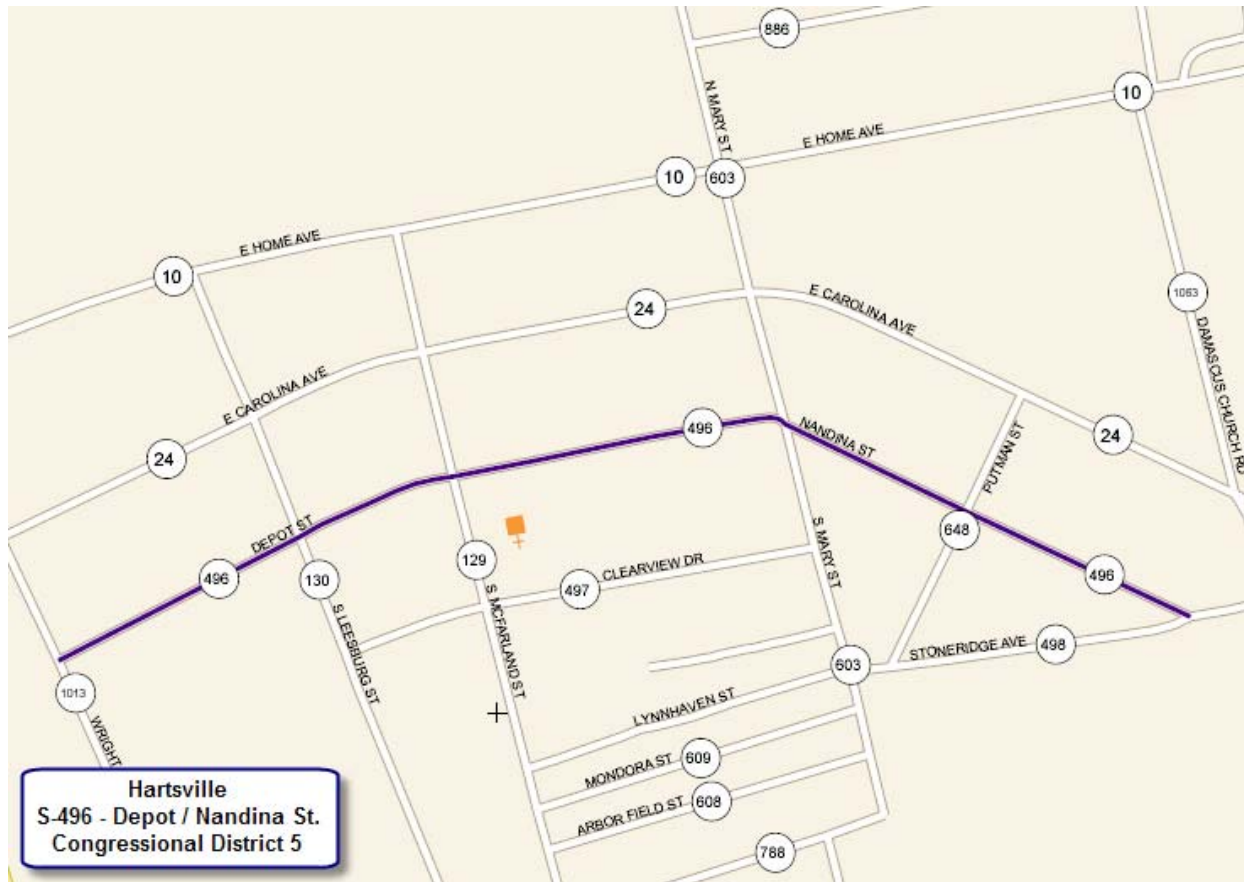 886
N MARY ST
10
E HOME AVE
10
603
E HOME AVE
10
1063
24
E CAROLINA AVE
DAMASCUS CHURCH RD
E CAROLINA AVE
496
NANDINA ST
24
24
PUTMAN ST
DEPOT ST
648
S MARY ST
496
130
129
CLEARVIEW DR
497
496
S LEESBURG ST
S MCFARLAND ST
STONERIDGE AVE
498
603
1013
WRIGHT
LYNNHAVEN ST
MONDORA ST
609
ARBOR FIELD ST
608
788
Hartsville
S-496 - Depot / Nandina St.
Congressional District 5